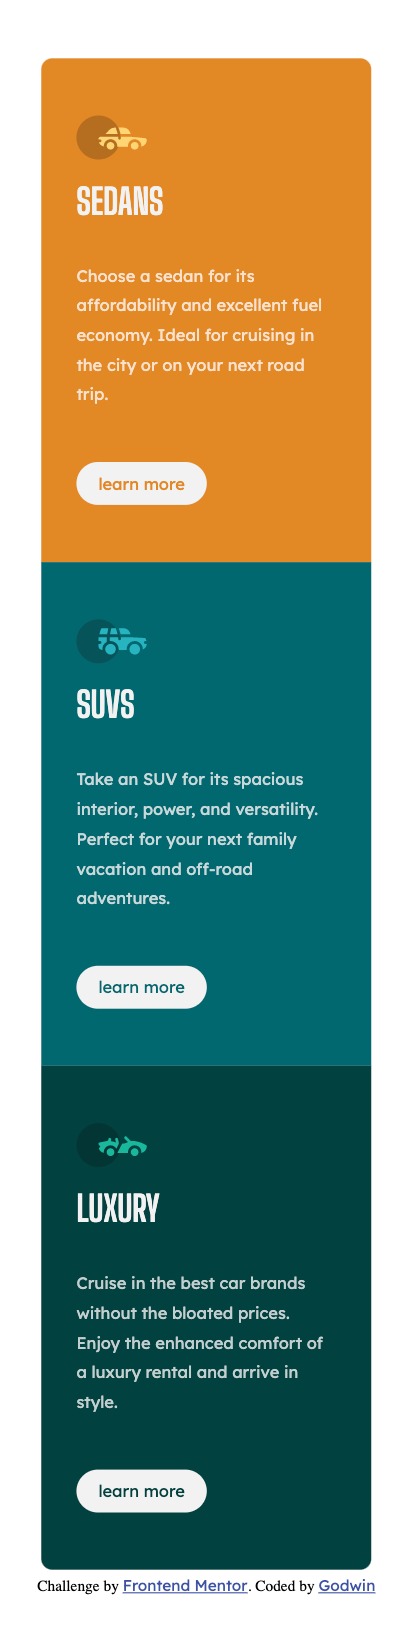 SEDANS
Choose a sedan for its
affordability and excellent fuel
economy. Ideal for cruising in
the city or on your next road
trip.
learn more
SUVS
Take an SUV for its spacious
interior, power, and versatility.
Perfect for your next family
vacation and off-road
adventures.
learn more
LUXURY
Cruise in the best car brands
without the bloated prices.
Enjoy the enhanced comfort of
a luxury rental and arrive in
style.
learn more
Challenge by Frontend Mentor. Coded by Godwin